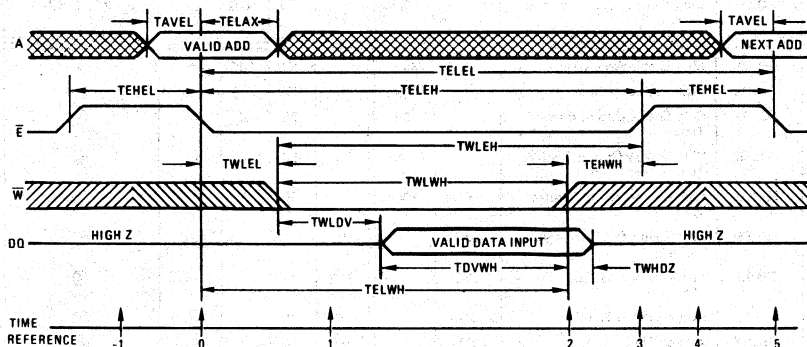 TAVEL TELAX TAVEL
A VALID ADD NEXT ADD
TELEL
TEHEL TELEH TEHEL
E
TWLEH
TWLEL TEHWH
TWLWH
W
TWLDV
DQ HIGH Z VALID DATA INPUT HIGH Z
TDVWH TWHDZ
TELWH
TIME
REFERENCE -1 0 1 2 3 4 5